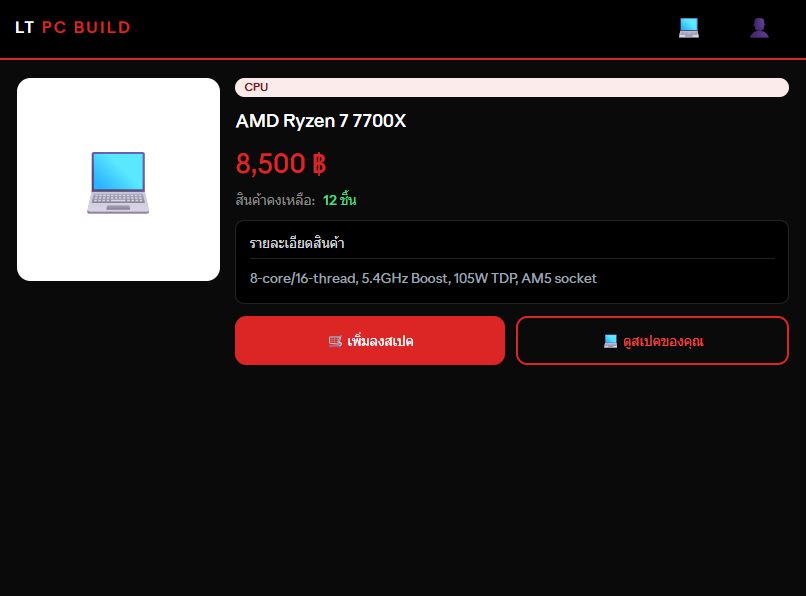 LT PC BUILD
CPU
AMD Ryzen 7 7700X
8,500 ฿
สินค้าคงเหลือ: 12 ชิ้น
รายละเอียดสินค้า
8-core/16-thread, 5.4GHz Boost, 105W TDP, AM5 socket
เพิ่มลงสเปค
ดูสเปคของคุณ